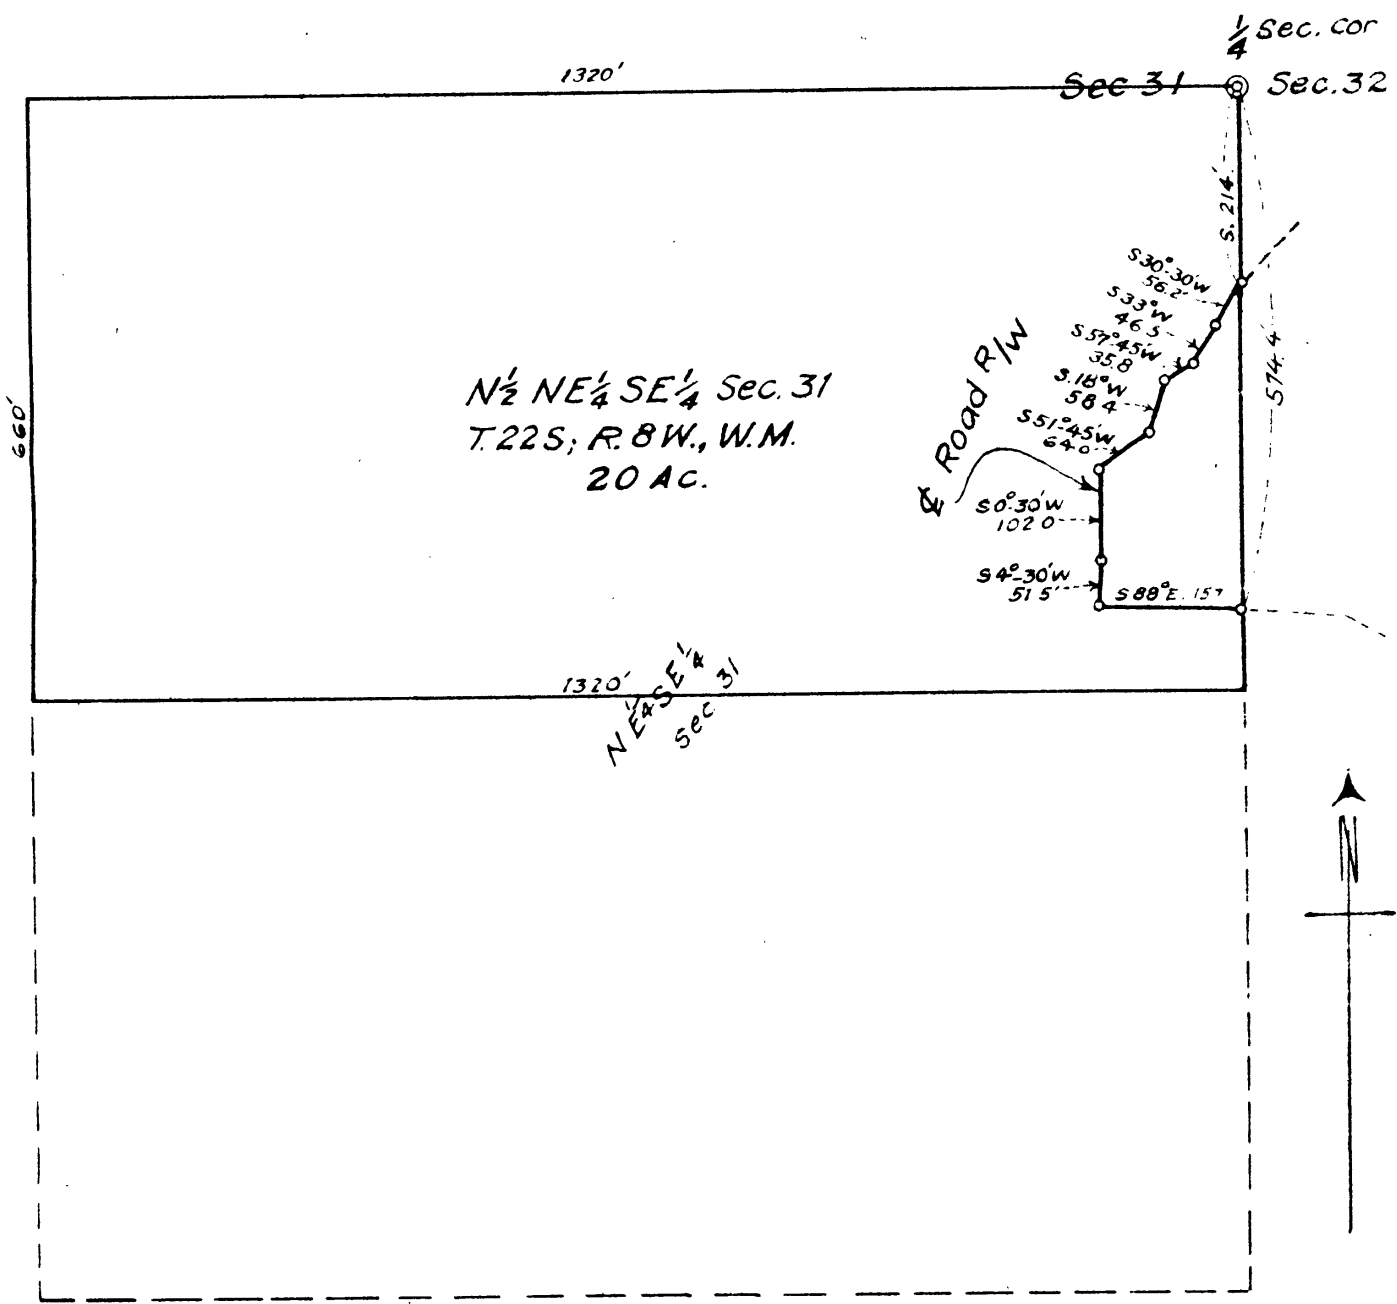 1/4 Sec. cor
1320'
Sec 31
Sec. 32
S. 214'
S30°-30'W
56.2'
S33°W
46.5
S57°45'W
35.8
S.18°W
58.4
S51°-45'W
64.0
574.4
℄ Road R/W
N½ NE¼ SE¼ Sec. 31
T.22S; R.8W., W.M.
20 Ac.
660'
S0°-30'W
102.0
S4°-30'W
51.5'
S88°E. 157
1320'
NE¼SE¼
Sec. 31
N